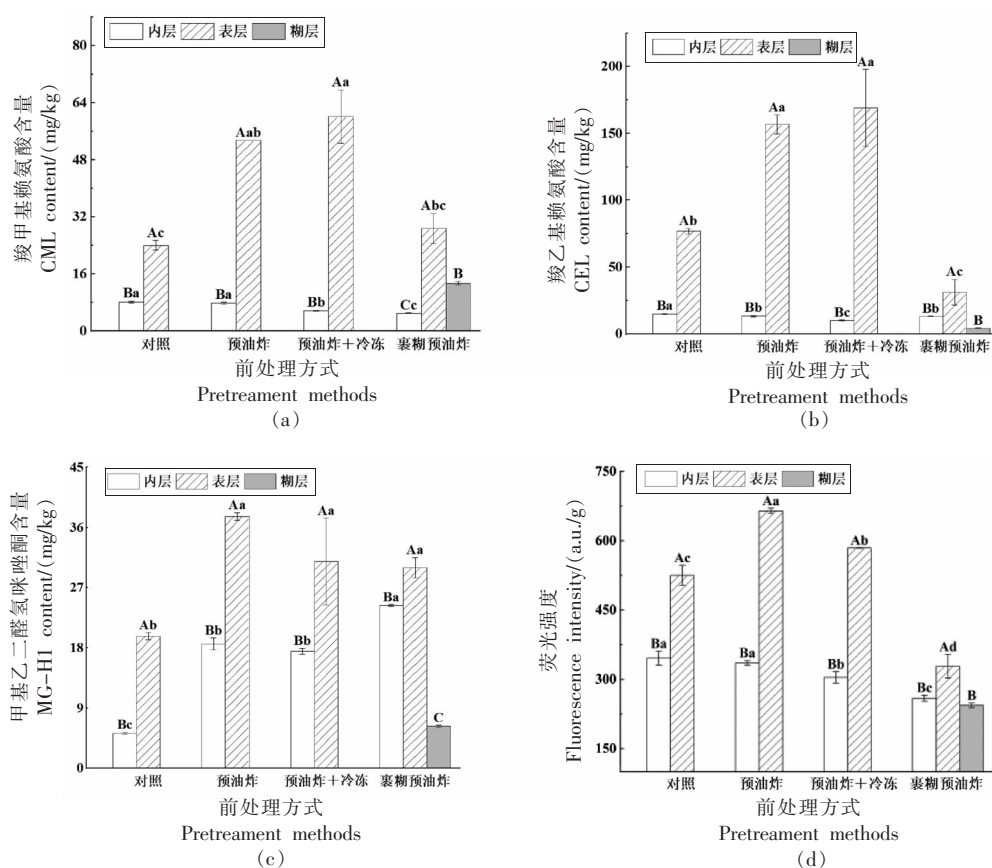 内层 表层 糊层
80
64
48
32
16
0
羧甲基赖氨酸含量
CML content/(mg/kg)
Ba Ac
Ba Aab
Bb Aa
Cc Abc B
对照 预油炸 预油炸+冷冻 裹糊预油炸
前处理方式
Pretreament methods
(a)
内层 表层 糊层
200
150
100
50
0
羧乙基赖氨酸含量
CEL content/(mg/kg)
Ba Ab
Bb Aa
Bc Aa
Bb Ac B
对照 预油炸 预油炸+冷冻 裹糊预油炸
前处理方式
Pretreament methods
(b)
内层 表层 糊层
45
36
27
18
9
0
甲基乙二醛氢咪唑酮含量
MG-H1 content/(mg/kg)
Bc Ab
Bb Aa
Bb Aa
Ba Aa C
对照 预油炸 预油炸+冷冻 裹糊预油炸
前处理方式
Pretreament methods
(c)
内层 表层 糊层
750
600
450
300
150
荧光强度
Fluorescence intensity/(a.u./g)
Ba Ac
Ba Aa
Bb Ab
Bc Ad B
对照 预油炸 预油炸+冷冻 裹糊预油炸
前处理方式
Pretreament methods
(d)